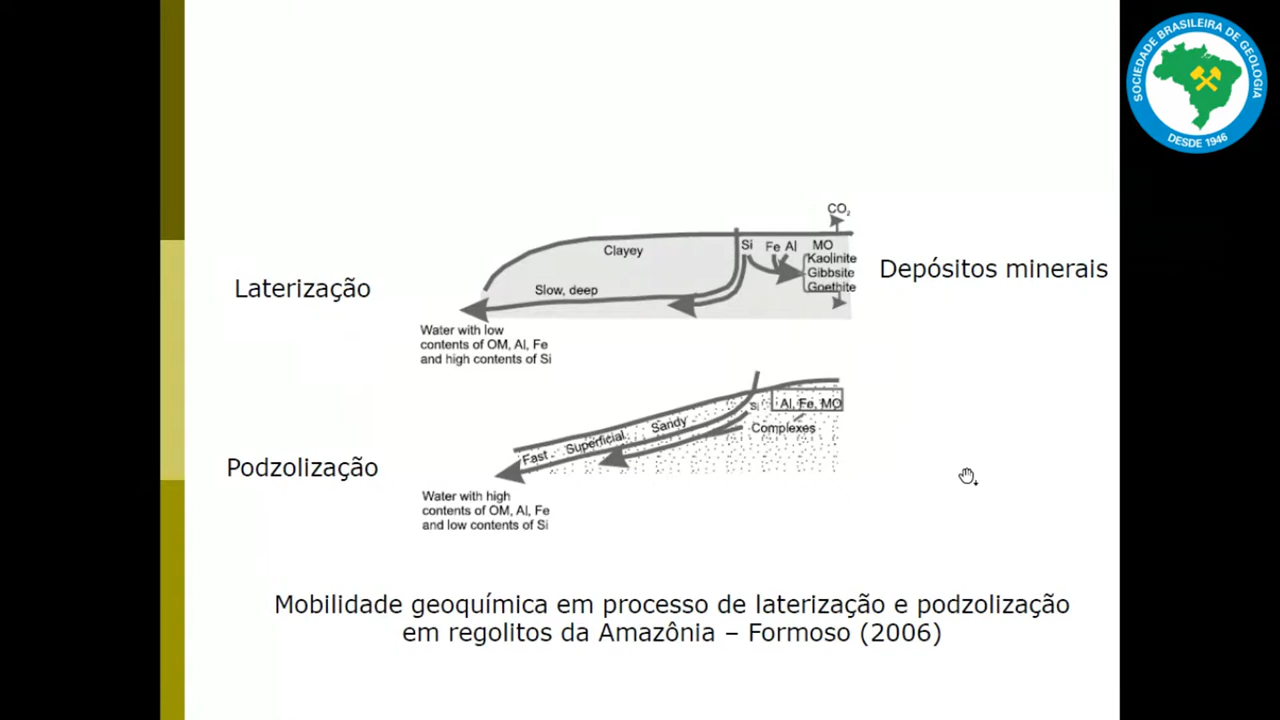 SOCIEDADE BRASILEIRA DE GEOLOGIA
DESDE 1946
CO₂
Clayey
Si Fe Al MO
Kaolinite
Gibbsite
Goethite
Depósitos minerais
Laterização
Slow, deep
Water with low
contents of OM, Al, Fe
and high contents of Si
Si Al, Fe, MO
Complexes
Fast Superficial Sandy
Podzolização
Water with high
contents of OM, Al, Fe
and low contents of Si
Mobilidade geoquímica em processo de laterização e podzolização
em regolitos da Amazônia – Formoso (2006)